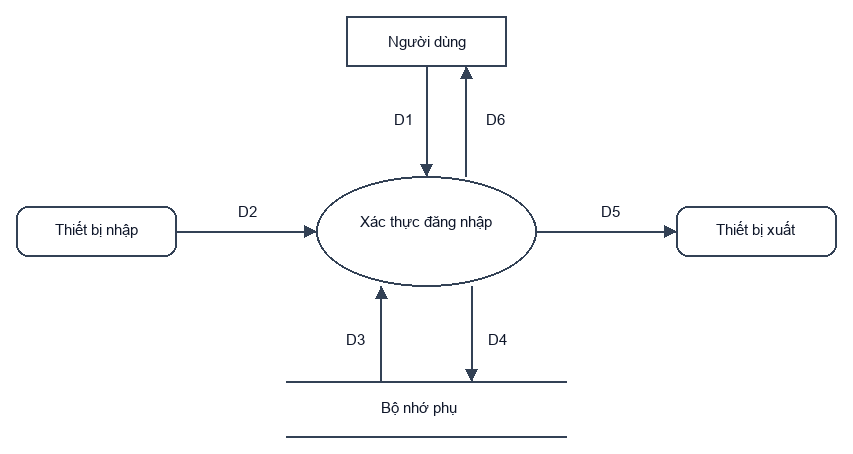 Người dùng
D1
D6
Thiết bị nhập
D2
Xác thực đăng nhập
D5
Thiết bị xuất
D3
D4
Bộ nhớ phụ